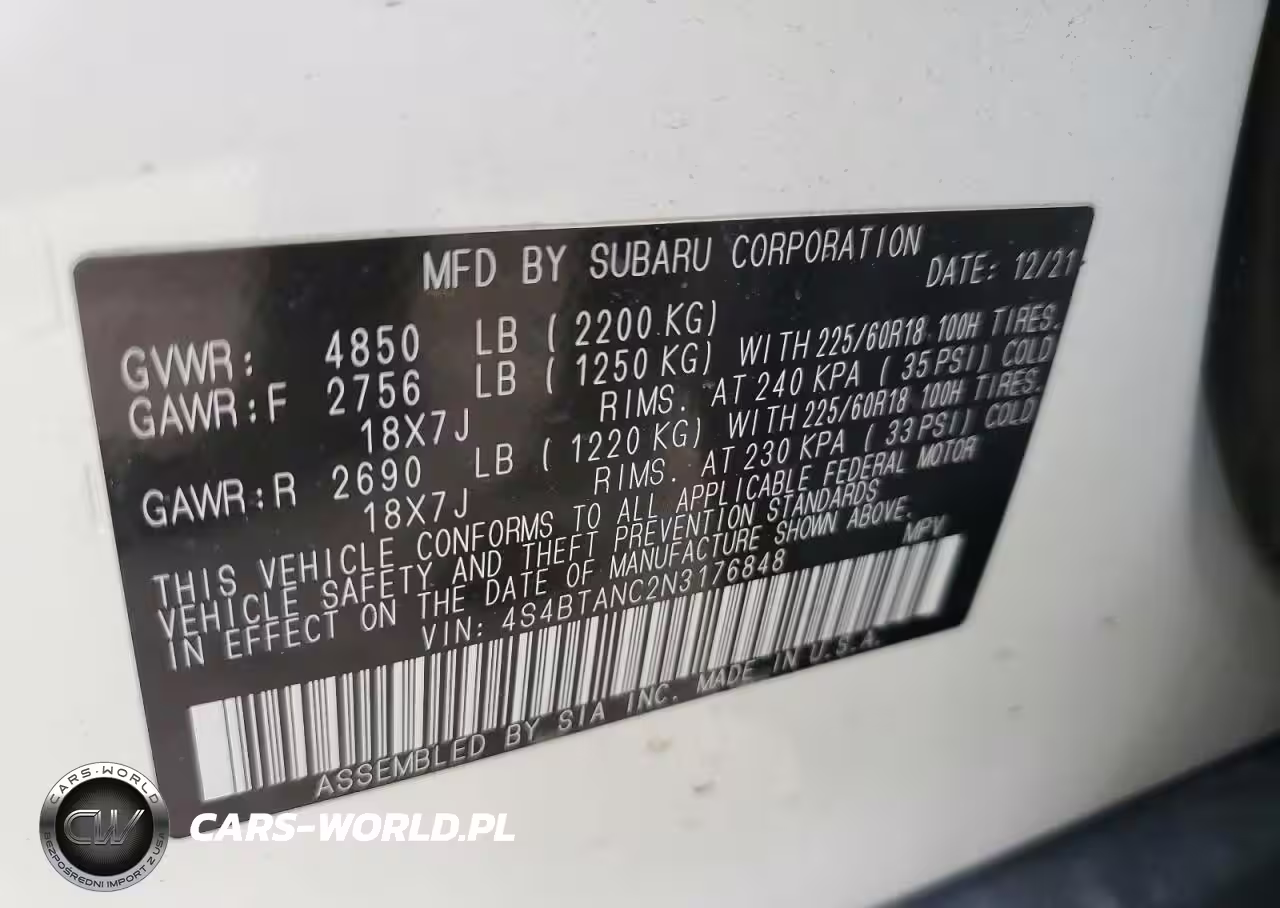 MFD BY SUBARU CORPORATION DATE: 12/21
GVWR: 4850 LB ( 2200 KG)
GAWR:F 2756 LB ( 1250 KG) WITH 225/60R18 100H TIRES.
18X7J RIMS. AT 240 KPA ( 35 PSI) COLD
GAWR:R 2690 LB ( 1220 KG) WITH 225/60R18 100H TIRES.
18X7J RIMS. AT 230 KPA ( 33 PSI) COLD
THIS VEHICLE CONFORMS TO ALL APPLICABLE FEDERAL MOTOR
VEHICLE SAFETY AND THEFT PREVENTION STANDARDS
IN EFFECT ON THE DATE OF MANUFACTURE SHOWN ABOVE.
VIN: 4S4BTANC2N3176848 MPV
ASSEMBLED BY SIA INC. MADE IN U.S.A.
CARS-WORLD
CW
BEZPOŚREDNI IMPORT Z USA
CARS-WORLD.PL